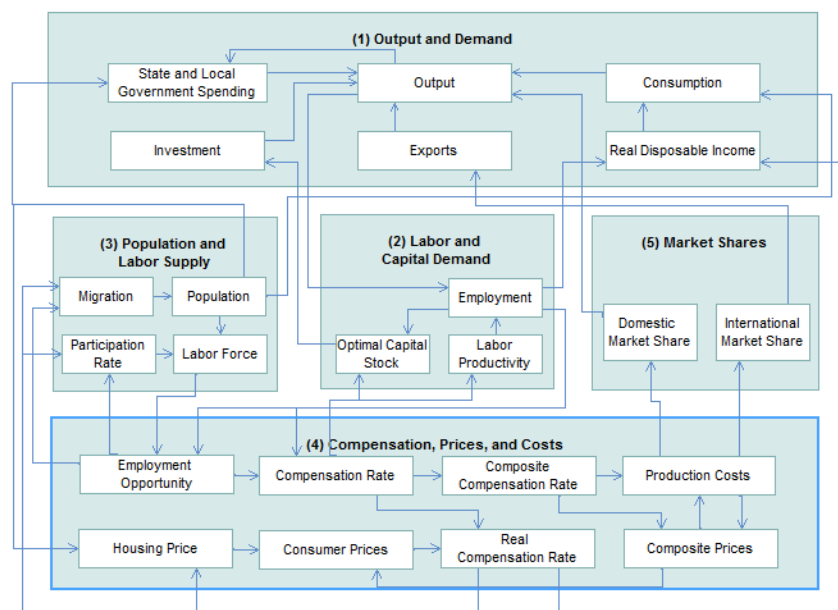 (1) Output and Demand
State and Local
Government Spending
Output
Consumption
Investment
Exports
Real Disposable Income
(3) Population and
Labor Supply
Migration
Population
Participation
Rate
Labor Force
(2) Labor and
Capital Demand
Employment
Optimal Capital
Stock
Labor
Productivity
(5) Market Shares
Domestic
Market Share
International
Market Share
(4) Compensation, Prices, and Costs
Employment
Opportunity
Compensation Rate
Composite
Compensation Rate
Production Costs
Housing Price
Consumer Prices
Real
Compensation Rate
Composite Prices